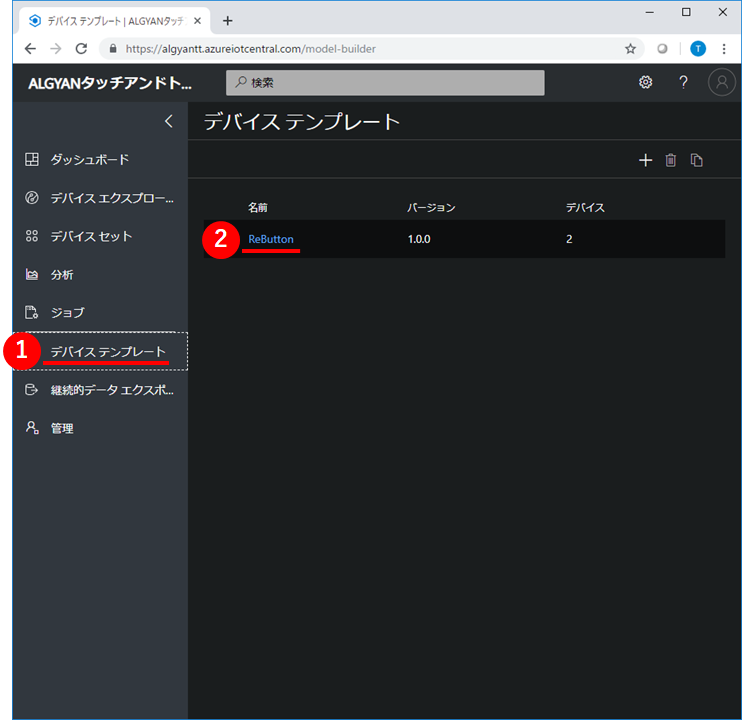 デバイス テンプレート | ALGYANタッチ
https://algyantt.azureiotcentral.com/model-builder
T
ALGYANタッチアンドト...
検索
?
デバイス テンプレート
ダッシュボード
デバイス エクスプロー...
デバイス セット
分析
ジョブ
1 デバイス テンプレート
継続的データ エクスポ...
管理
名前 バージョン デバイス
2 ReButton 1.0.0 2